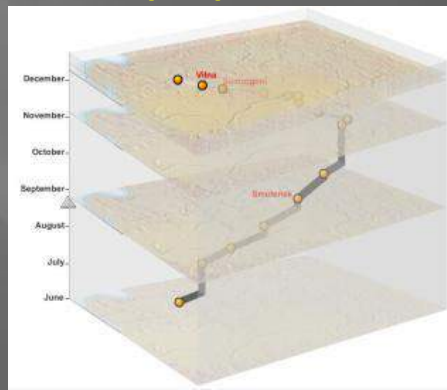 December
Vilna
November
October
September
Smolensk
August
July
June